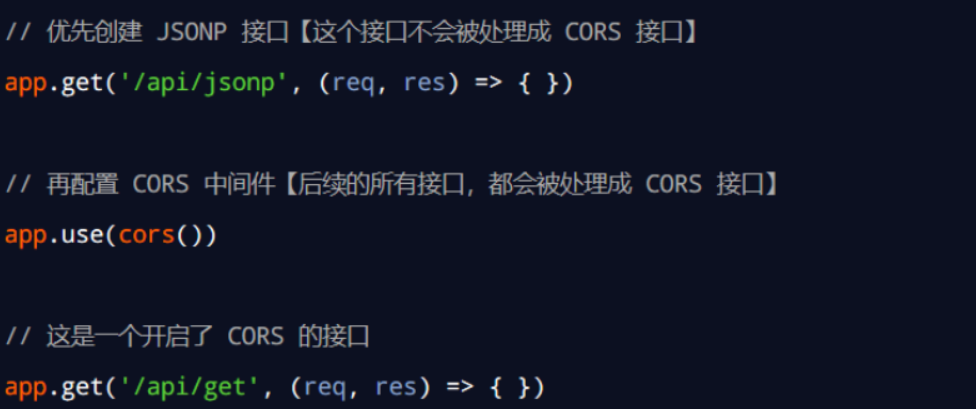 // 优先创建 JSONP 接口【这个接口不会被处理成 CORS 接口】
app.get('/api/jsonp', (req, res) => { })
// 再配置 CORS 中间件【后续的所有接口，都会被处理成 CORS 接口】
app.use(cors())
// 这是一个开启了 CORS 的接口
app.get('/api/get', (req, res) => { })